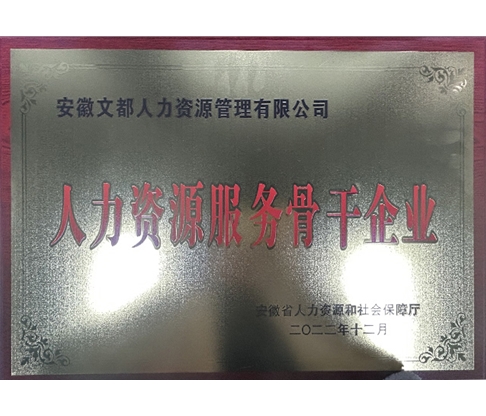 安徽文都人力资源管理有限公司
人力资源服务骨干企业
安徽省人力资源和社会保障厅
二〇二二年十二月